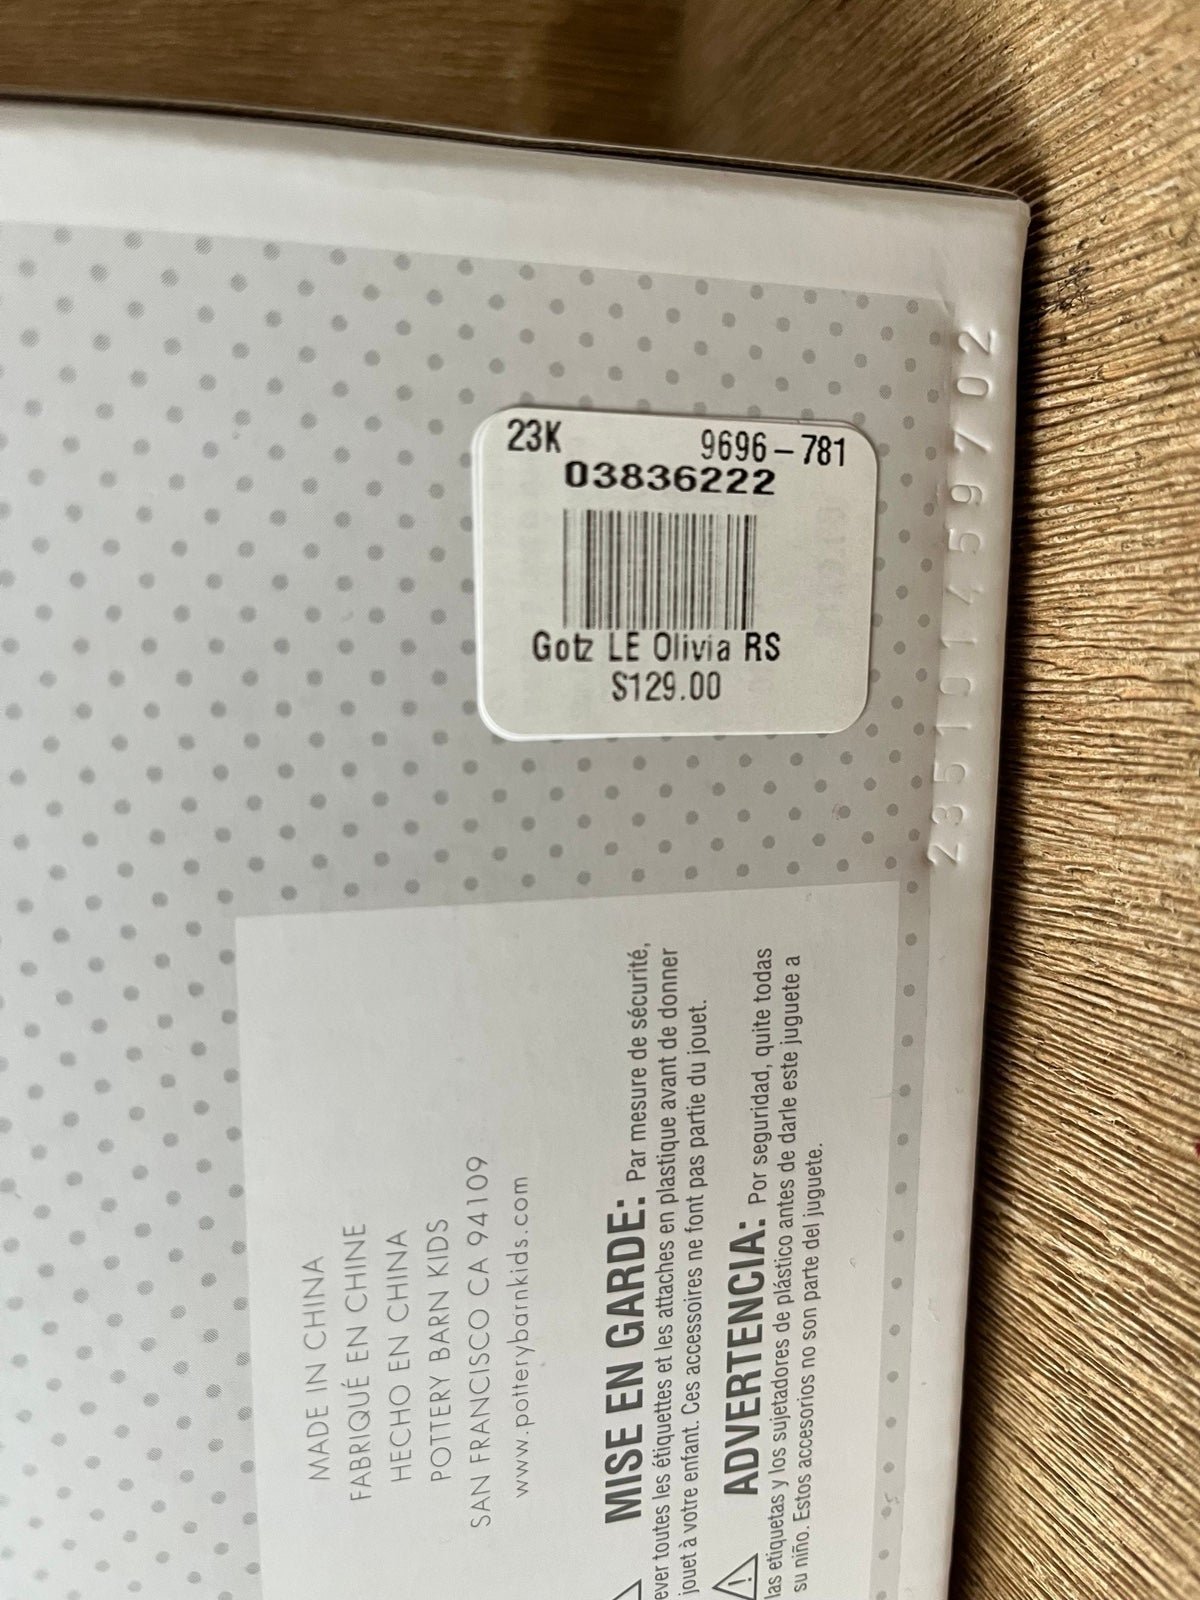 23K 9696-781
03836222
Gotz LE Olivia RS
$129.00
235101459702
MADE IN CHINA
FABRIQUÉ EN CHINE
HECHO EN CHINA
POTTERY BARN KIDS
SAN FRANCISCO CA 94109
www.potterybarnkids.com
MISE EN GARDE: Par mesure de sécurité,
ever toutes les étiquettes et les attaches en plastique avant de donner
jouet à votre enfant. Ces accessoires ne font pas partie du jouet.
ADVERTENCIA: Por seguridad, quite todas
las etiquetas y los sujetadores de plástico antes de darle este juguete a
su niño. Estos accesorios no son parte del juguete.